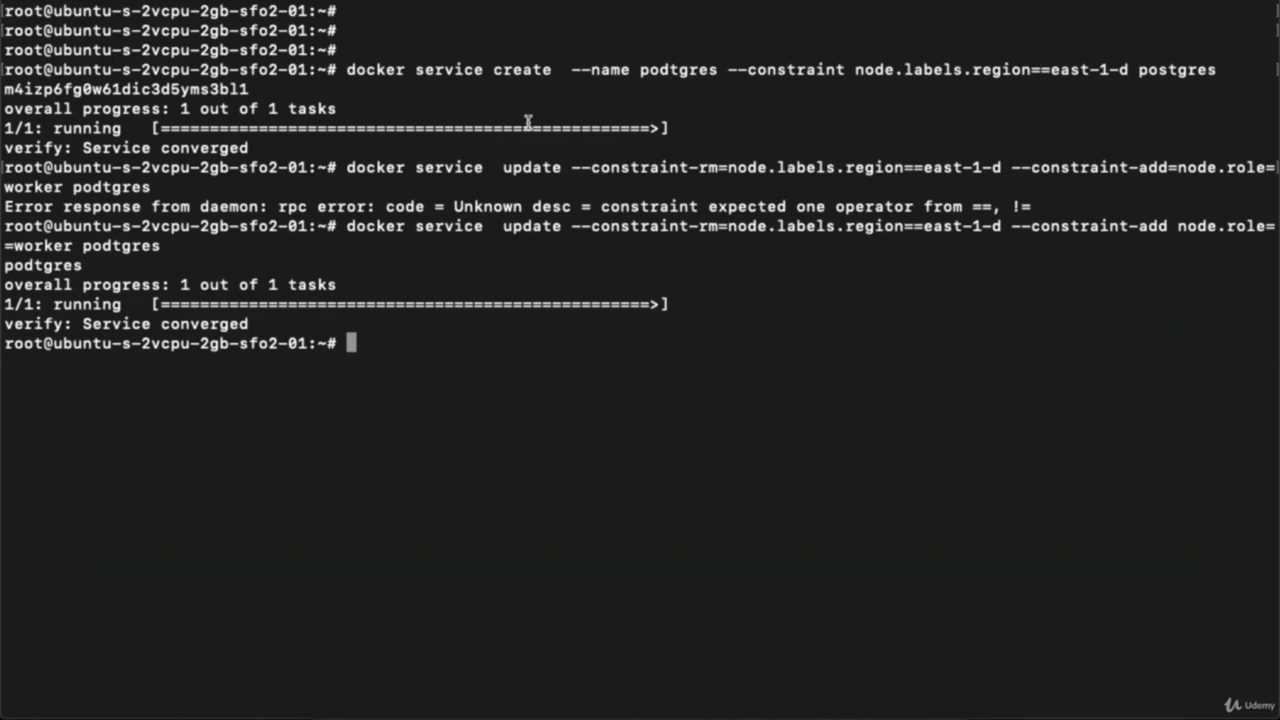 root@ubuntu-s-2vcpu-2gb-sfo2-01:~#
root@ubuntu-s-2vcpu-2gb-sfo2-01:~#
root@ubuntu-s-2vcpu-2gb-sfo2-01:~#
root@ubuntu-s-2vcpu-2gb-sfo2-01:~# docker service create  --name podtgres --constraint node.labels.region==east-1-d postgres
m4izp6fg0w61dic3d5yms3bl1
overall progress: 1 out of 1 tasks
1/1: running   [==================================================>]
verify: Service converged
root@ubuntu-s-2vcpu-2gb-sfo2-01:~# docker service  update --constraint-rm=node.labels.region==east-1-d --constraint-add=node.role=
worker podtgres
Error response from daemon: rpc error: code = Unknown desc = constraint expected one operator from ==, !=
root@ubuntu-s-2vcpu-2gb-sfo2-01:~# docker service  update --constraint-rm=node.labels.region==east-1-d --constraint-add node.role=
=worker podtgres
podtgres
overall progress: 1 out of 1 tasks
1/1: running   [==================================================>]
verify: Service converged
root@ubuntu-s-2vcpu-2gb-sfo2-01:~#
Udemy